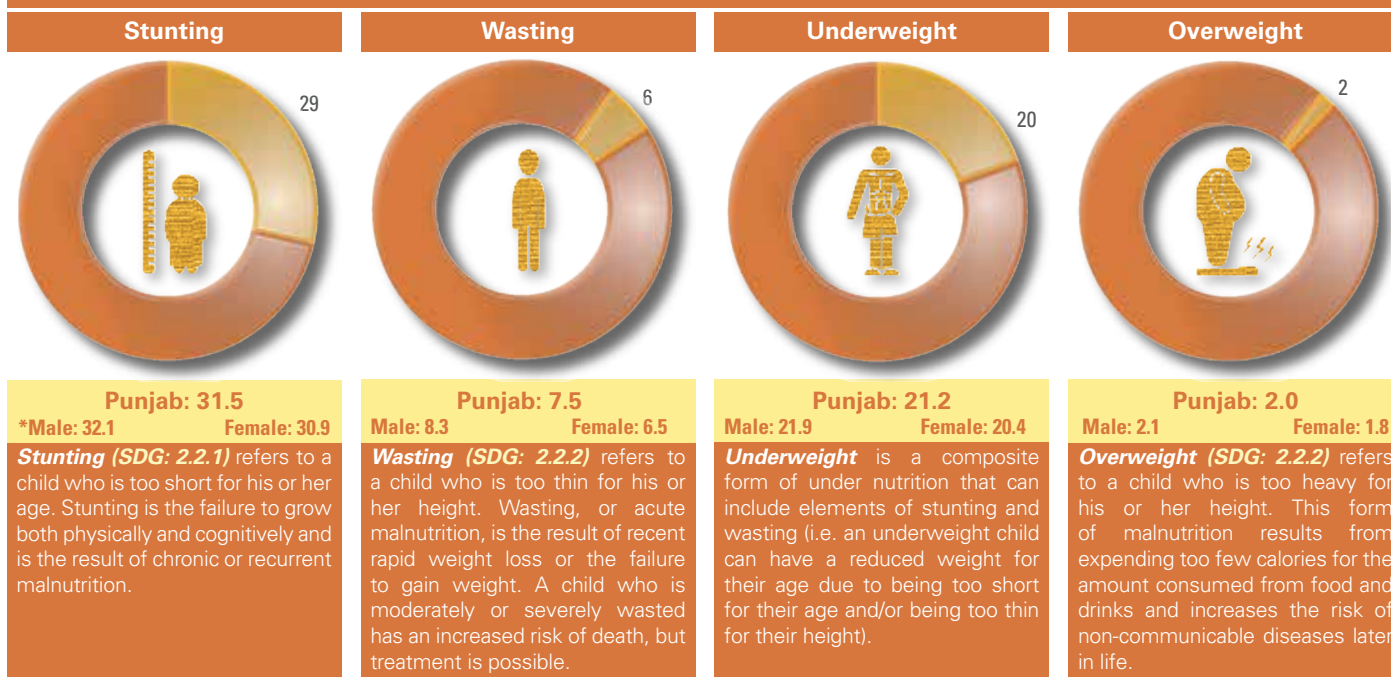 Stunting
29
Punjab: 31.5
*Male: 32.1 Female: 30.9
Stunting (SDG: 2.2.1) refers to a
child who is too short for his or her
age. Stunting is the failure to grow
both physically and cognitively and
is the result of chronic or recurrent
malnutrition.
Wasting
6
Punjab: 7.5
Male: 8.3 Female: 6.5
Wasting (SDG: 2.2.2) refers to
a child who is too thin for his or
her height. Wasting, or acute
malnutrition, is the result of recent
rapid weight loss or the failure
to gain weight. A child who is
moderately or severely wasted
has an increased risk of death, but
treatment is possible.
Underweight
20
Punjab: 21.2
Male: 21.9 Female: 20.4
Underweight is a composite
form of under nutrition that can
include elements of stunting and
wasting (i.e. an underweight child
can have a reduced weight for
their age due to being too short
for their age and/or being too thin
for their height).
Overweight
2
Punjab: 2.0
Male: 2.1 Female: 1.8
Overweight (SDG: 2.2.2) refers
to a child who is too heavy for
his or her height. This form
of malnutrition results from
expending too few calories for the
amount consumed from food and
drinks and increases the risk of
non-communicable diseases later
in life.